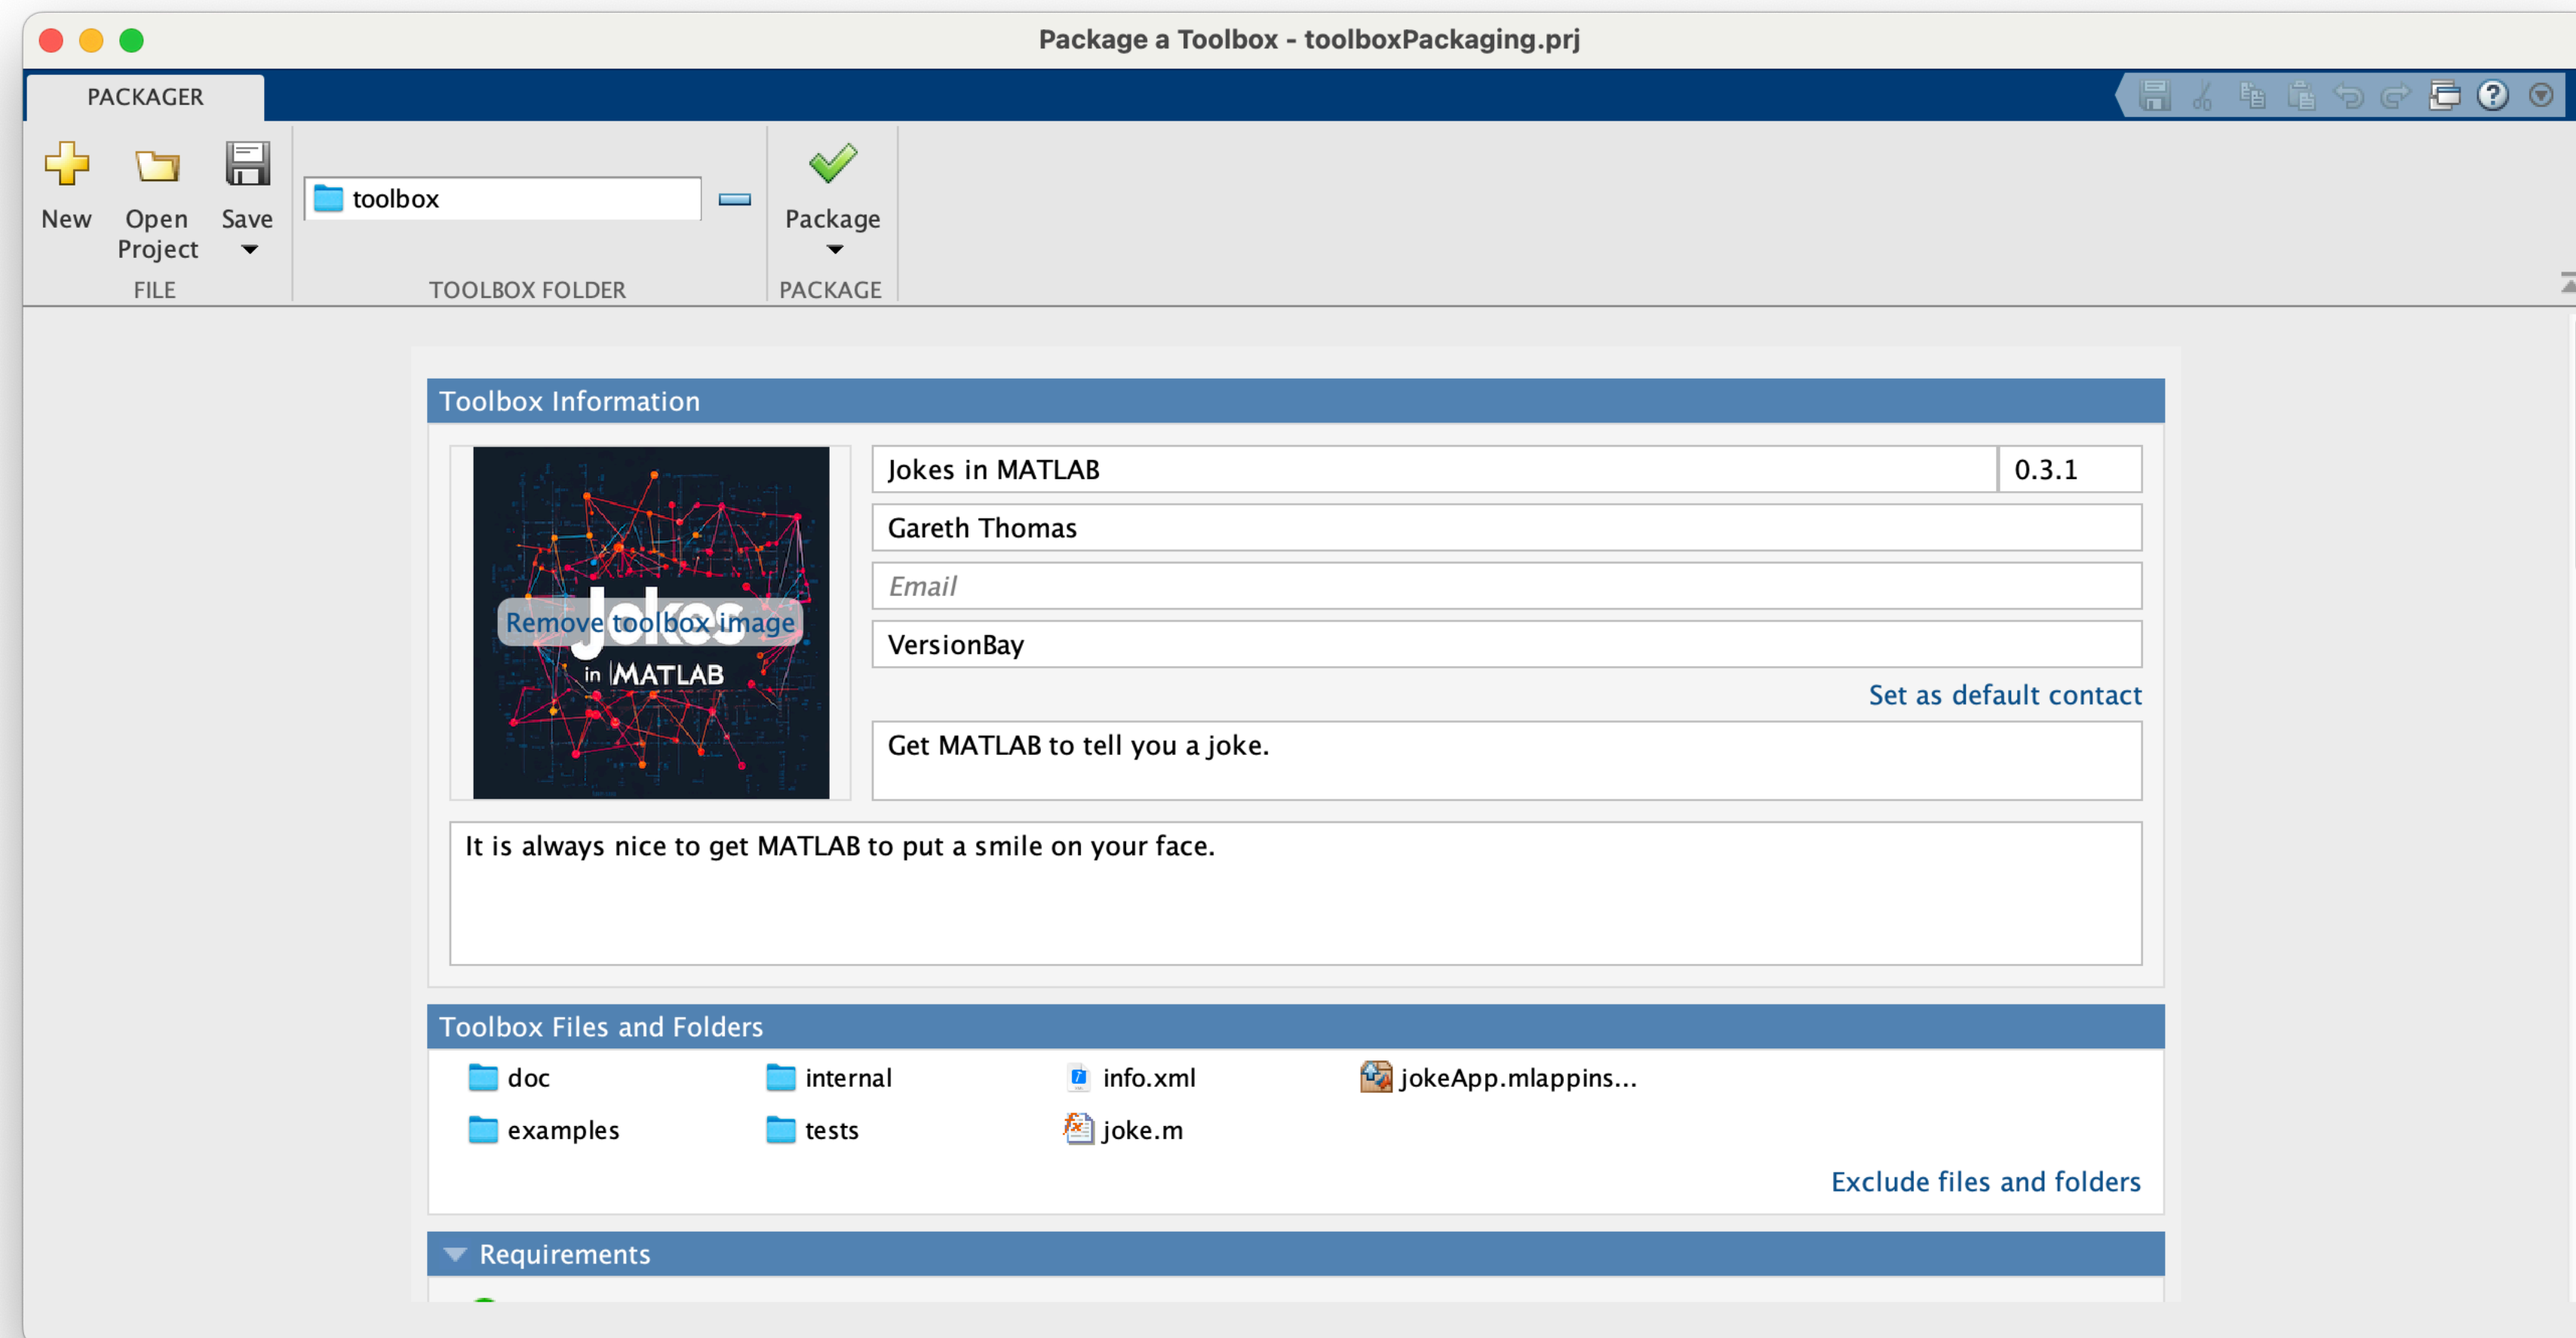 Package a Toolbox - toolboxPackaging.prj
PACKAGER
New
Open Project
Save
toolbox
Package
FILE
TOOLBOX FOLDER
PACKAGE
Toolbox Information
Jokes
in MATLAB
Remove toolbox image
Jokes in MATLAB
0.3.1
Gareth Thomas
Email
VersionBay
Set as default contact
Get MATLAB to tell you a joke.
It is always nice to get MATLAB to put a smile on your face.
Toolbox Files and Folders
doc
internal
info.xml
jokeApp.mlappins...
examples
tests
joke.m
Exclude files and folders
Requirements